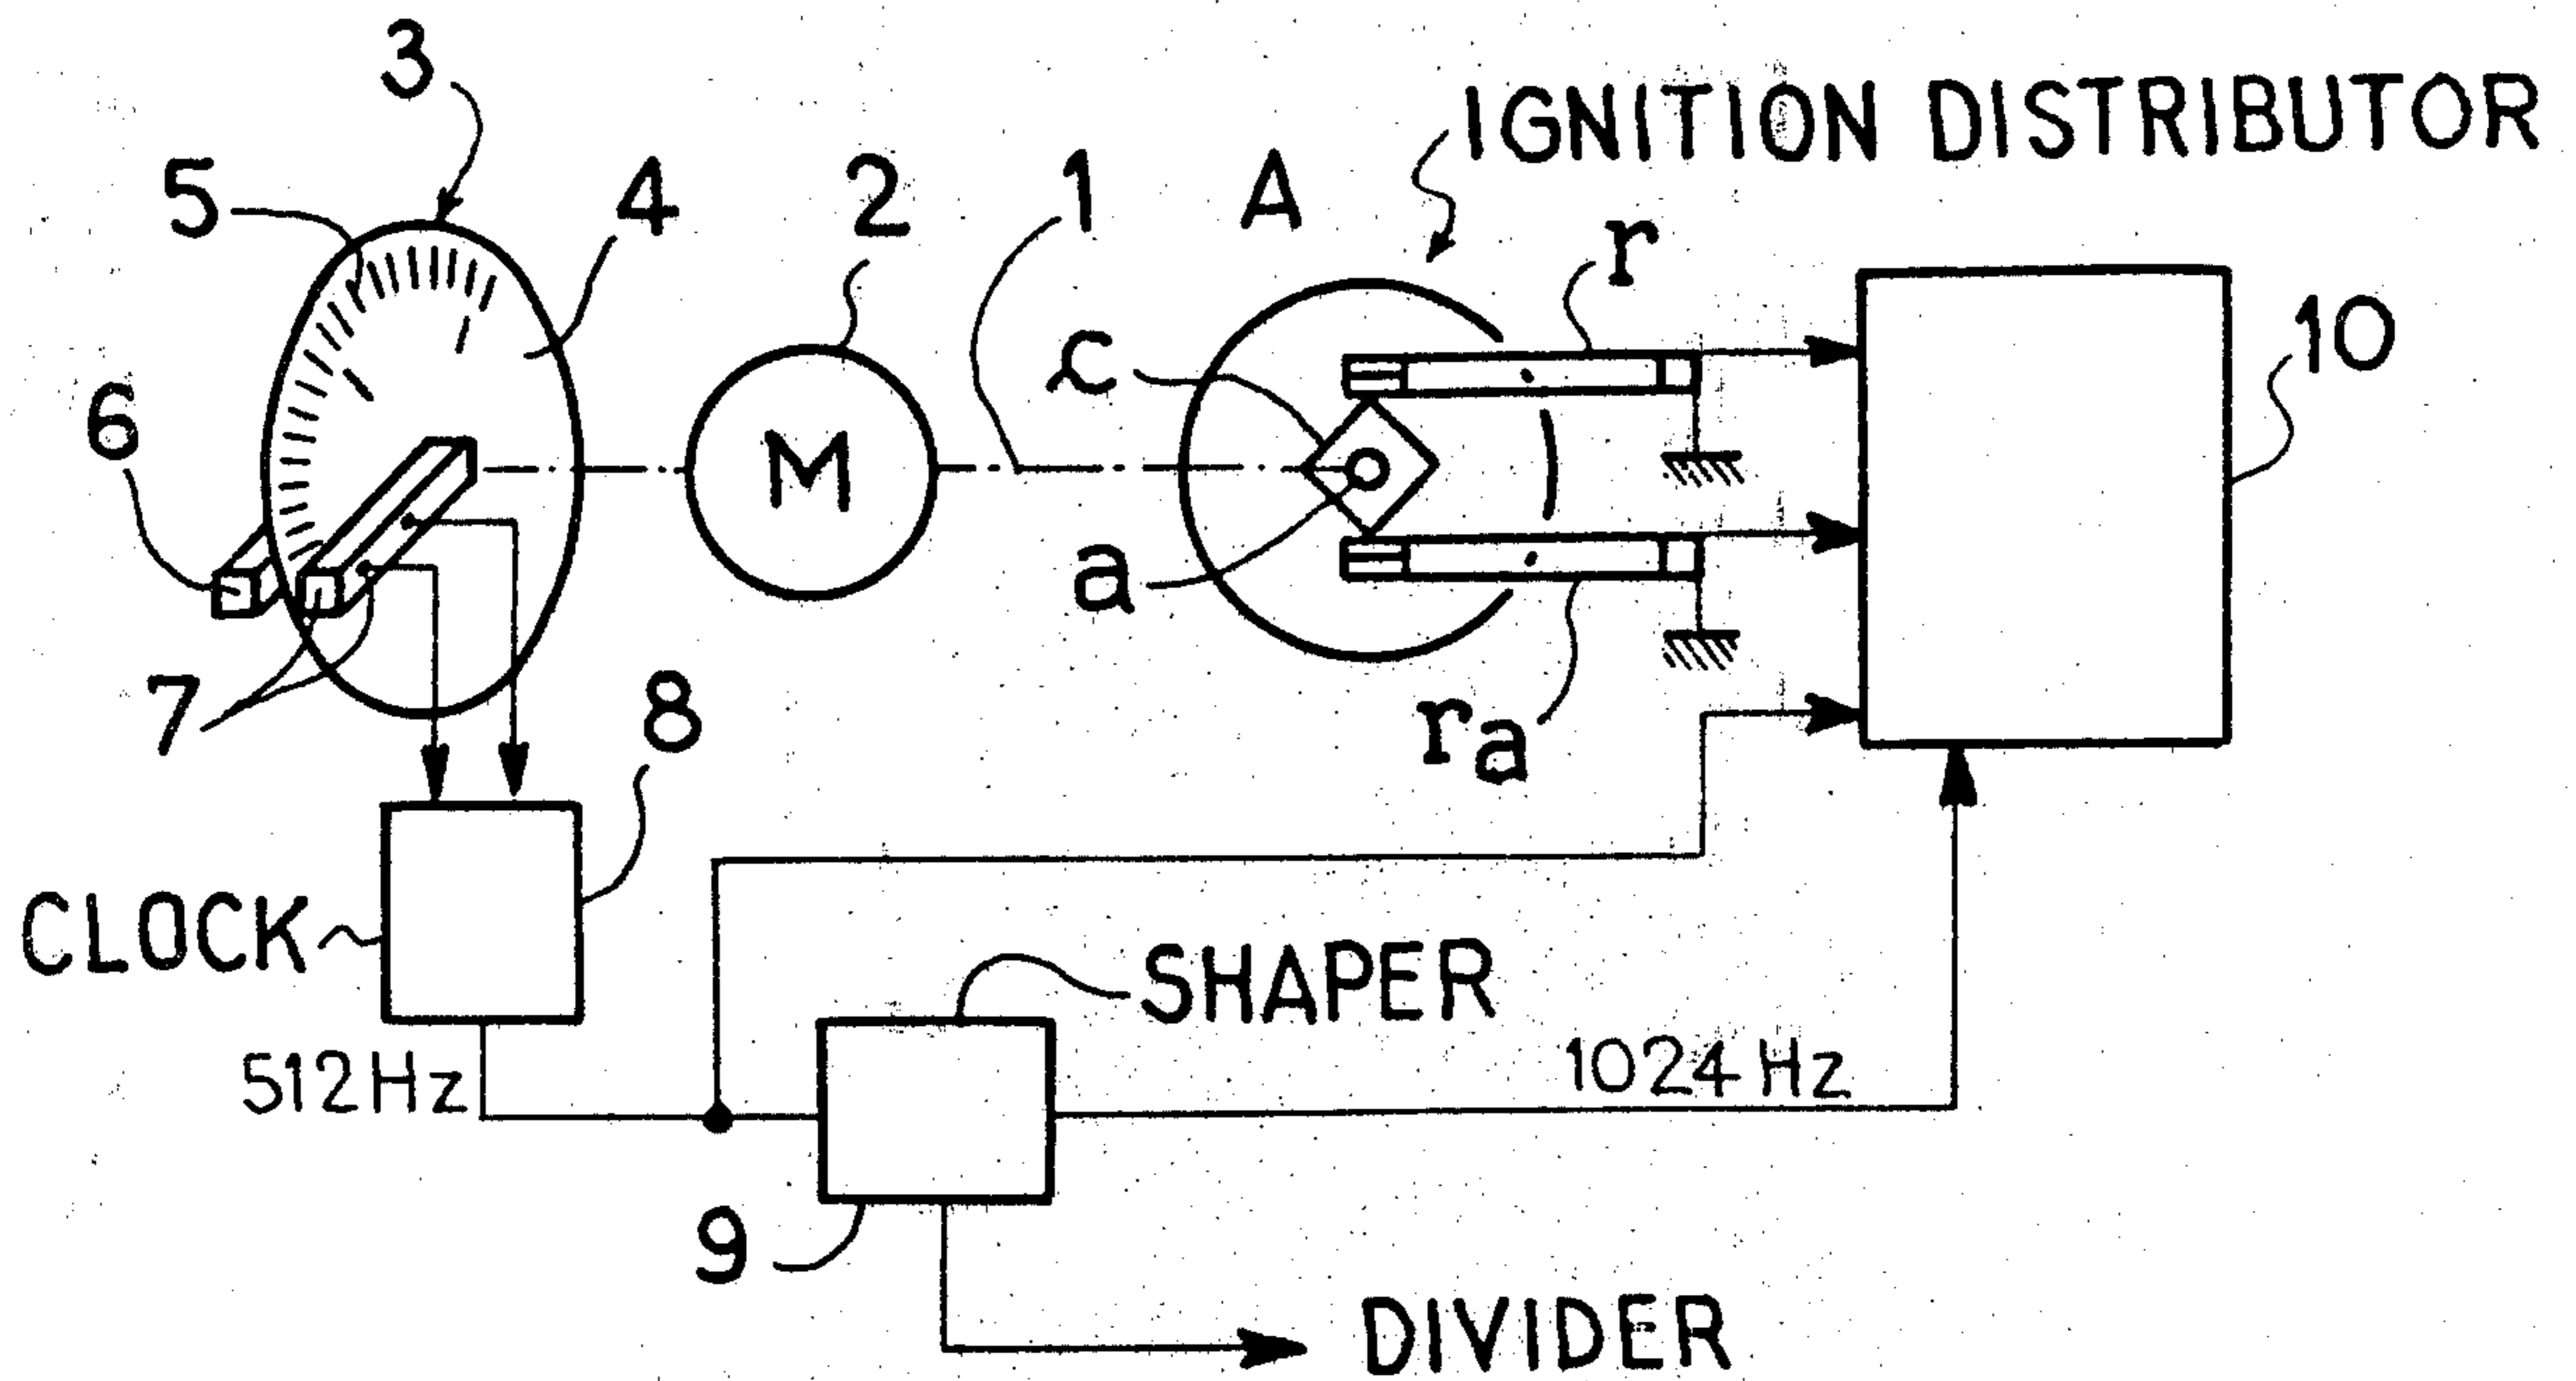 3
IGNITION DISTRIBUTOR
5
4
2
1
A
r
10
c
6
M
a
7
8
ra
CLOCK
SHAPER
512Hz
1024Hz
9
DIVIDER